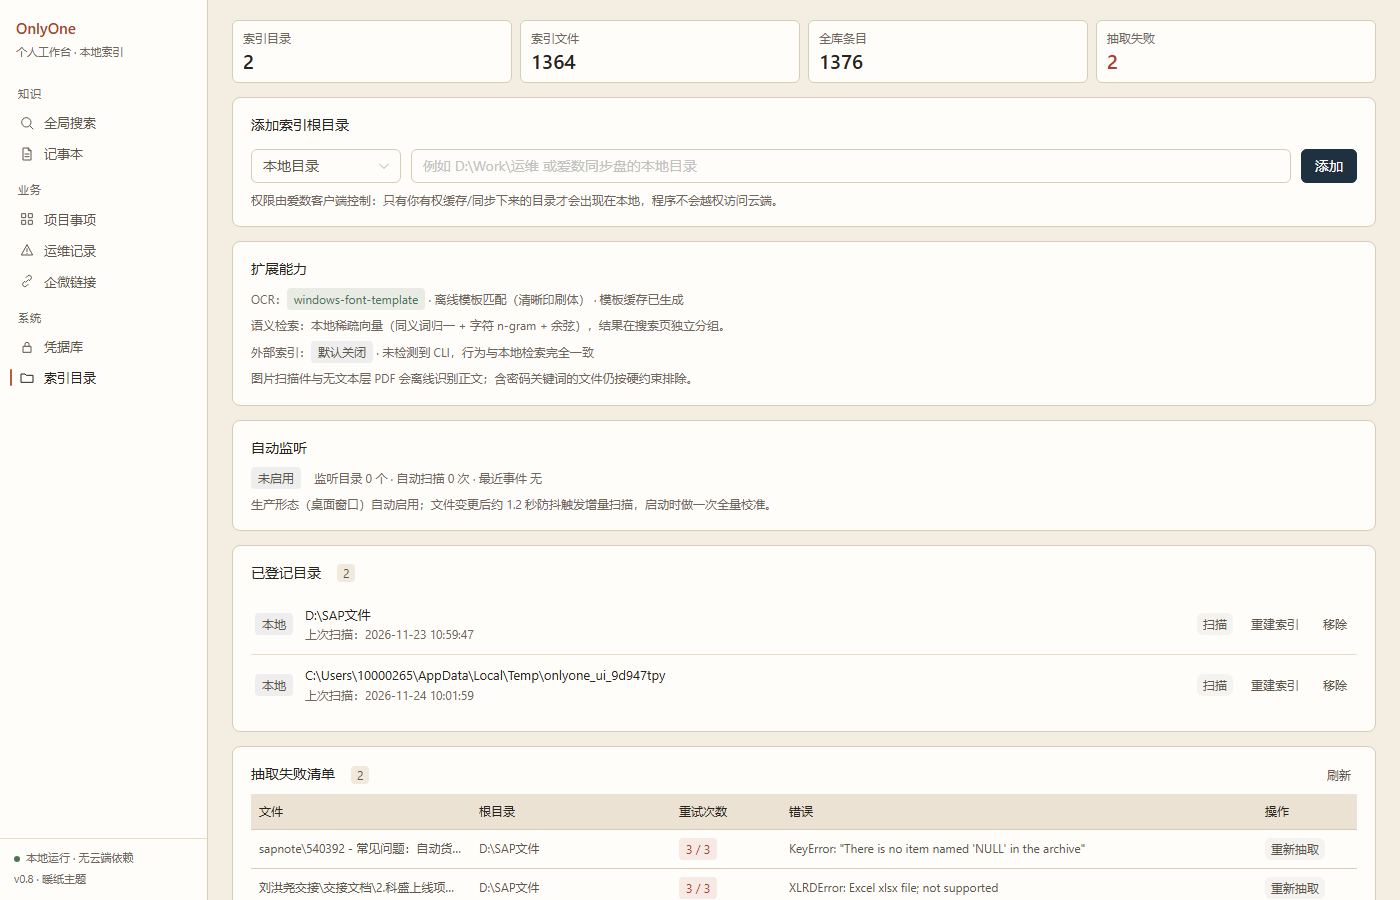 OnlyOne
个人工作台 · 本地索引
知识
全局搜索
记事本
业务
项目事项
运维记录
企微链接
系统
凭据库
索引目录
本地运行 · 无云端依赖
v0.8 · 暖纸主题
索引目录
2
索引文件
1364
全库条目
1376
抽取失败
2
添加索引根目录
本地目录
例如 D:\Work\运维 或爱数同步盘的本地目录
添加
权限由爱数客户端控制：只有你有权缓存/同步下来的目录才会出现在本地，程序不会越权访问云端。
扩展能力
OCR： windows-font-template · 离线模板匹配（清晰印刷体） · 模板缓存已生成
语义检索：本地稀疏向量（同义词归一 + 字符 n-gram + 余弦），结果在搜索页独立分组。
外部索引： 默认关闭 · 未检测到 CLI，行为与本地检索完全一致
图片扫描件与无文本层 PDF 会离线识别正文；含密码关键词的文件仍按硬约束排除。
自动监听
未启用 监听目录 0 个 · 自动扫描 0 次 · 最近事件 无
生产形态（桌面窗口）自动启用；文件变更后约 1.2 秒防抖触发增量扫描，启动时做一次全量校准。
已登记目录 2
本地 D:\SAP文件
上次扫描：2026-11-23 10:59:47
扫描 重建索引 移除
本地 C:\Users\10000265\AppData\Local\Temp\onlyone_ui_9d947tpy
上次扫描：2026-11-24 10:01:59
扫描 重建索引 移除
抽取失败清单 2
刷新
文件 根目录 重试次数 错误 操作
sapnote\540392 - 常见问题：自动货... D:\SAP文件 3 / 3 KeyError: "There is no item named 'NULL' in the archive" 重新抽取
刘洪尧交接\交接文档\2.科盛上线项... D:\SAP文件 3 / 3 XLRDError: Excel xlsx file; not supported 重新抽取